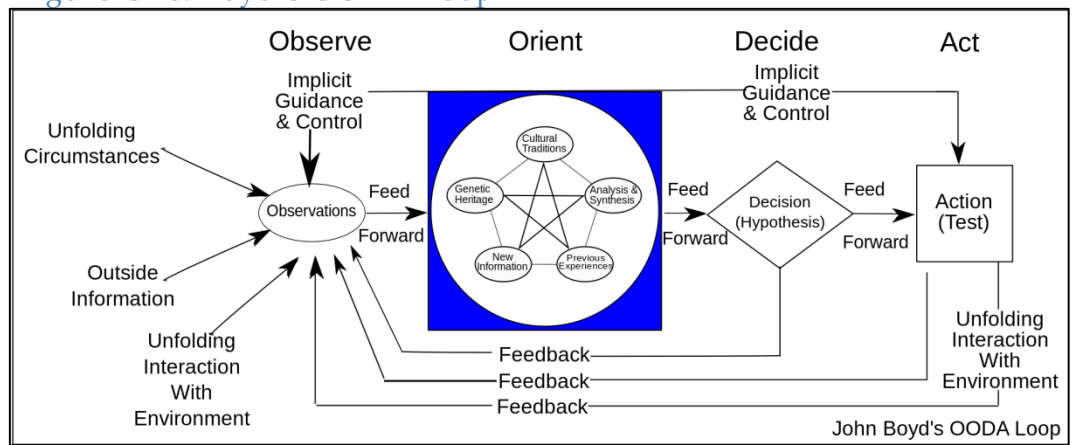 Observe
Orient
Decide
Act
Implicit
Guidance
& Control
Implicit
Guidance
& Control
Unfolding
Circumstances
Cultural
Traditions
Genetic
Heritage
Analysis &
Synthesis
New
Information
Previous
Experiences
Observations
Feed
Forward
Feed
Forward
Decision
(Hypothesis)
Feed
Forward
Action
(Test)
Outside
Information
Unfolding
Interaction
With
Environment
Feedback
Feedback
Feedback
Unfolding
Interaction
With
Environment
John Boyd's OODA Loop